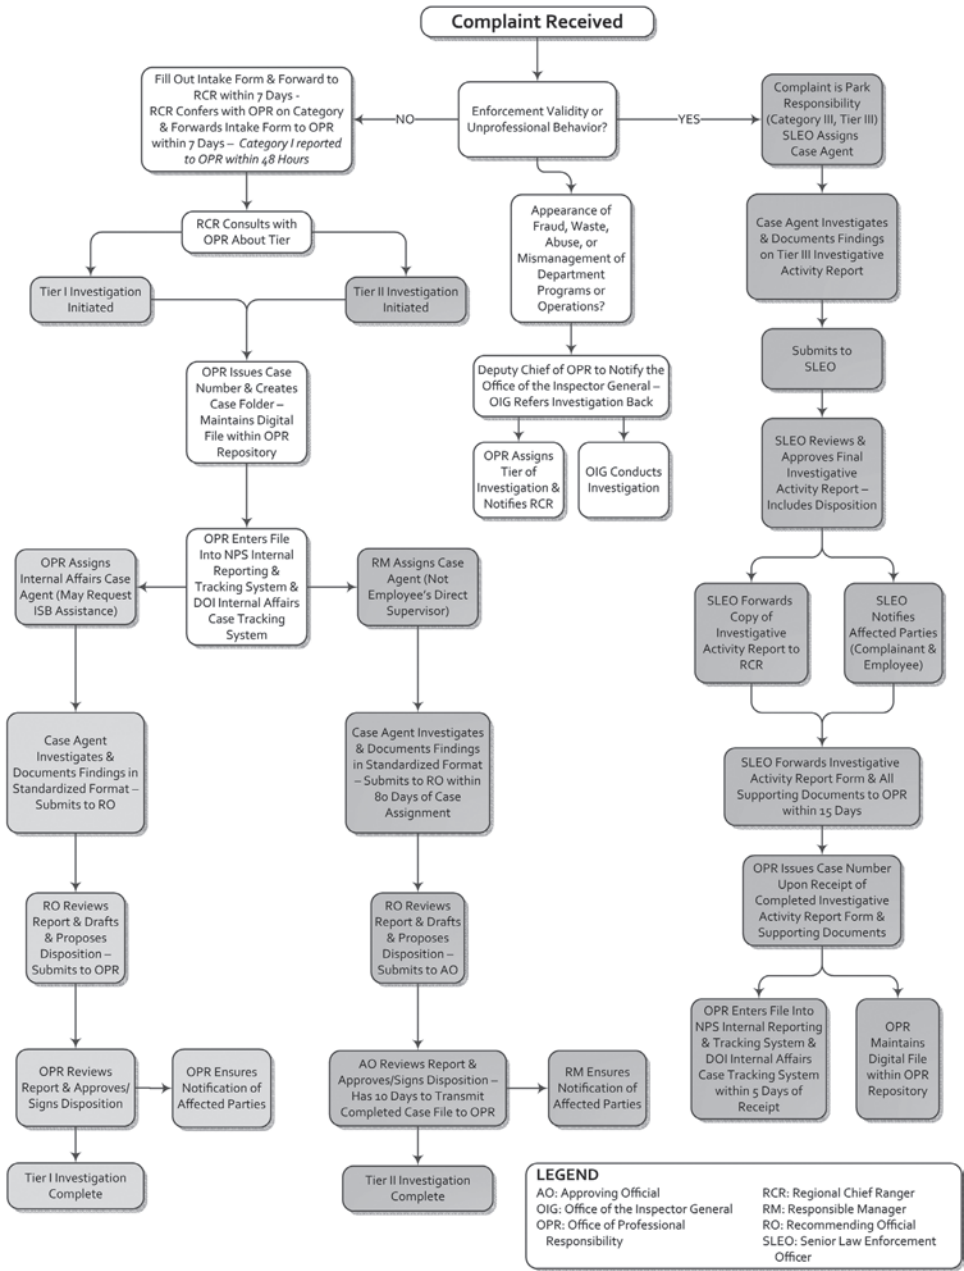 Complaint Received
Fill Out Intake Form & Forward to
RCR within 7 Days -
RCR Confers with OPR on Category
& Forwards Intake Form to OPR
within 7 Days – Category I reported
to OPR within 48 Hours
NO
Enforcement Validity or
Unprofessional Behavior?
YES
Complaint is Park
Responsibility
(Category III, Tier III)
SLEO Assigns
Case Agent
RCR Consults with
OPR About Tier
Tier I Investigation
Initiated
Tier II Investigation
Initiated
Appearance of
Fraud, Waste,
Abuse, or
Mismanagement of
Department
Programs or
Operations?
Case Agent Investigates
& Documents Findings
on Tier III Investigative
Activity Report
OPR Issues Case
Number & Creates
Case Folder –
Maintains Digital
File within OPR
Repository
Deputy Chief of OPR to Notify the
Office of the Inspector General –
OIG Refers Investigation Back
Submits to
SLEO
OPR Assigns
Tier of
Investigation &
Notifies RCR
OIG Conducts
Investigation
SLEO Reviews &
Approves Final
Investigative
Activity Report –
Includes Disposition
OPR Assigns
Internal Affairs Case
Agent (May Request
ISB Assistance)
OPR Enters File
Into NPS Internal
Reporting &
Tracking System &
DOI Internal Affairs
Case Tracking
System
RM Assigns Case
Agent (Not
Employee's Direct
Supervisor)
SLEO Forwards
Copy of
Investigative
Activity Report to
RCR
SLEO
Notifies
Affected Parties
(Complainant &
Employee)
Case Agent
Investigates &
Documents Findings in
Standardized Format –
Submits to RO
Case Agent Investigates
& Documents Findings
in Standardized Format
– Submits to RO within
80 Days of Case
Assignment
SLEO Forwards Investigative
Activity Report Form & All
Supporting Documents to OPR
within 15 Days
OPR Issues Case Number
Upon Receipt of
Completed Investigative
Activity Report Form &
Supporting Documents
RO Reviews
Report & Drafts
& Proposes
Disposition –
Submits to OPR
RO Reviews
Report & Drafts
& Proposes
Disposition –
Submits to AO
OPR Enters File Into
NPS Internal Reporting
& Tracking System &
DOI Internal Affairs
Case Tracking System
within 5 Days of
Receipt
OPR
Maintains
Digital File
within OPR
Repository
OPR Reviews
Report & Approves/
Signs Disposition
OPR Ensures
Notification of
Affected Parties
AO Reviews Report &
Approves/Signs Disposition –
Has 10 Days to Transmit
Completed Case File to OPR
RM Ensures
Notification of
Affected Parties
Tier I Investigation
Complete
Tier II Investigation
Complete
LEGEND
AO: Approving Official
OIG: Office of the Inspector General
OPR: Office of Professional
Responsibility
RCR: Regional Chief Ranger
RM: Responsible Manager
RO: Recommending Official
SLEO: Senior Law Enforcement
Officer